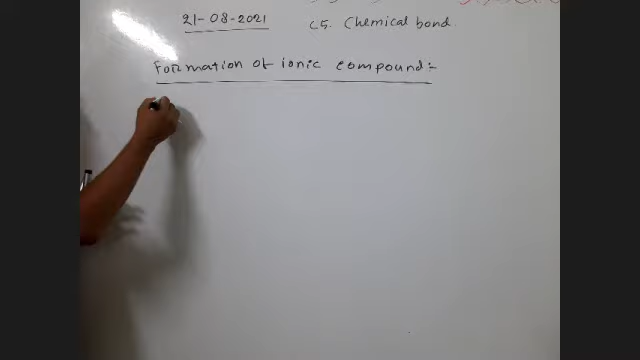 21-08-2021 C5. Chemical bond.
Formation of ionic compound:-